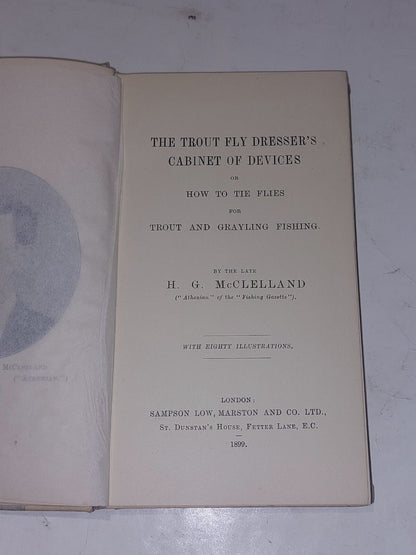 THE TROUT FLY DRESSER'S
CABINET OF DEVICES
OR
HOW TO TIE FLIES
FOR
TROUT AND GRAYLING FISHING.
BY THE LATE
H. G. McCLELLAND
("Athenian" of the "Fishing Gazette").
WITH EIGHTY ILLUSTRATIONS.
LONDON:
SAMPSON LOW, MARSTON AND CO. LTD.,
ST. DUNSTAN'S HOUSE, FETTER LANE, E.C.
1899.
McCLELLAND
("ATHENIAN.")